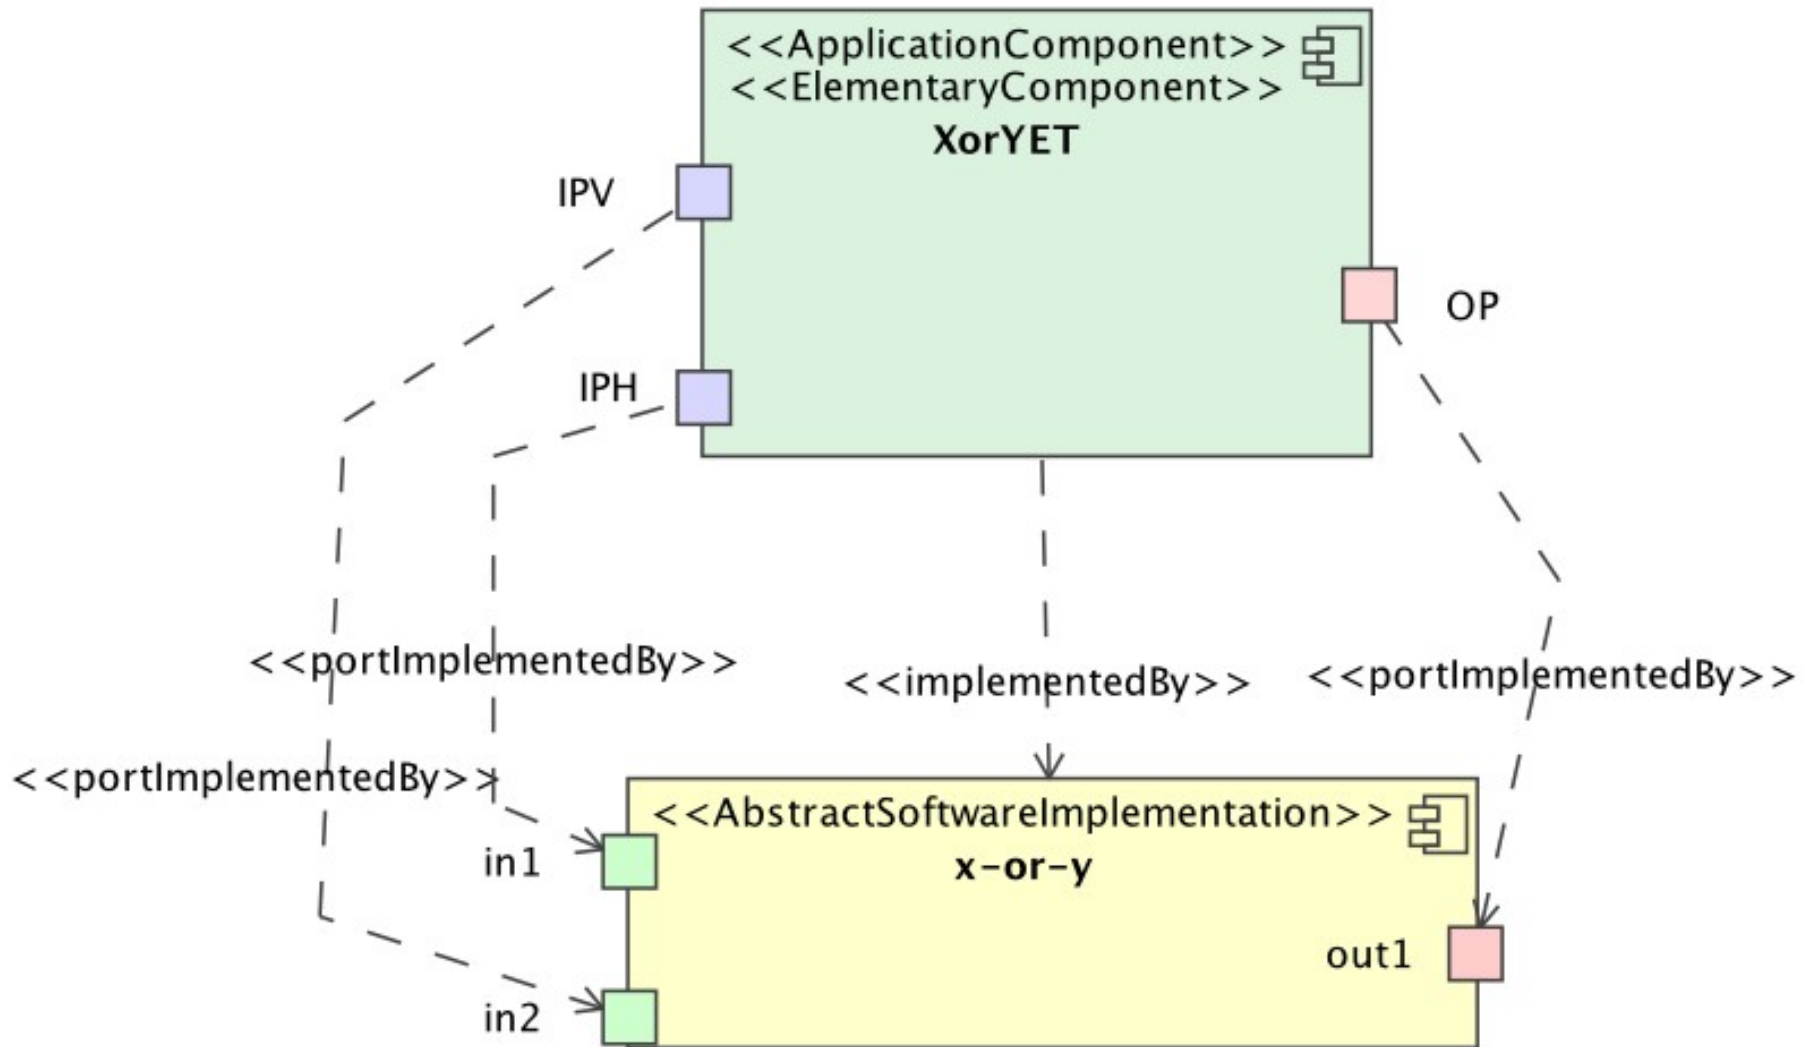 <<ApplicationComponent>>
<<ElementaryComponent>>
XorYET
IPV
OP
IPH
<<portImplementedBy>>
<<implementedBy>>
<<portImplementedBy>>
<<portImplementedBy>>
<<AbstractSoftwareImplementation>>
x-or-y
in1
out1
in2